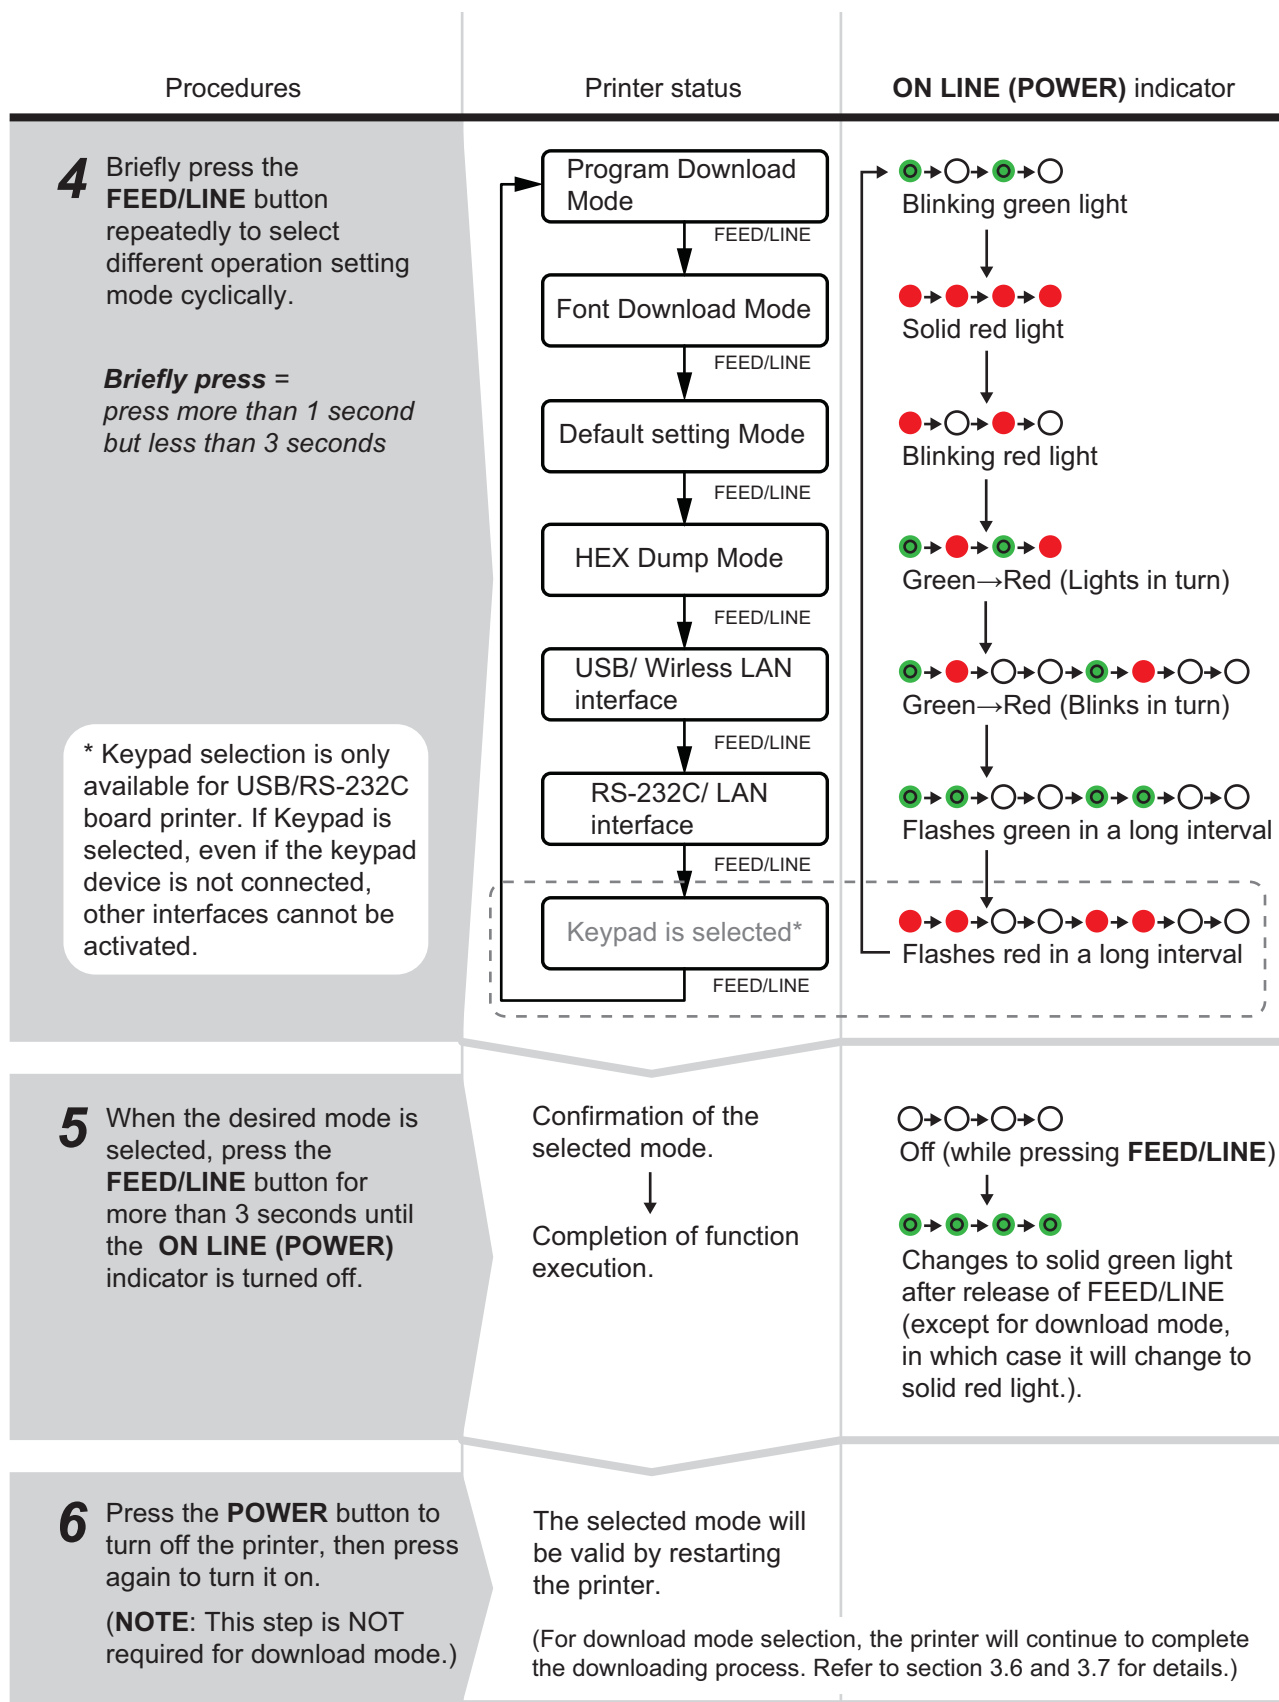 Procedures
Printer status
ON LINE (POWER) indicator
4 Briefly press the
FEED/LINE button
repeatedly to select
different operation setting
mode cyclically.
Briefly press =
press more than 1 second
but less than 3 seconds
* Keypad selection is only
available for USB/RS-232C
board printer. If Keypad is
selected, even if the keypad
device is not connected,
other interfaces cannot be
activated.
Program Download
Mode
FEED/LINE
Font Download Mode
FEED/LINE
Default setting Mode
FEED/LINE
HEX Dump Mode
FEED/LINE
USB/ Wirless LAN
interface
FEED/LINE
RS-232C/ LAN
interface
FEED/LINE
Keypad is selected*
FEED/LINE
Blinking green light
Solid red light
Blinking red light
Green→Red (Lights in turn)
Green→Red (Blinks in turn)
Flashes green in a long interval
Flashes red in a long interval
5 When the desired mode is
selected, press the
FEED/LINE button for
more than 3 seconds until
the ON LINE (POWER)
indicator is turned off.
Confirmation of the
selected mode.
Completion of function
execution.
Off (while pressing FEED/LINE)
Changes to solid green light
after release of FEED/LINE
(except for download mode,
in which case it will change to
solid red light.).
6 Press the POWER button to
turn off the printer, then press
again to turn it on.
(NOTE: This step is NOT
required for download mode.)
The selected mode will
be valid by restarting
the printer.
(For download mode selection, the printer will continue to complete
the downloading process. Refer to section 3.6 and 3.7 for details.)